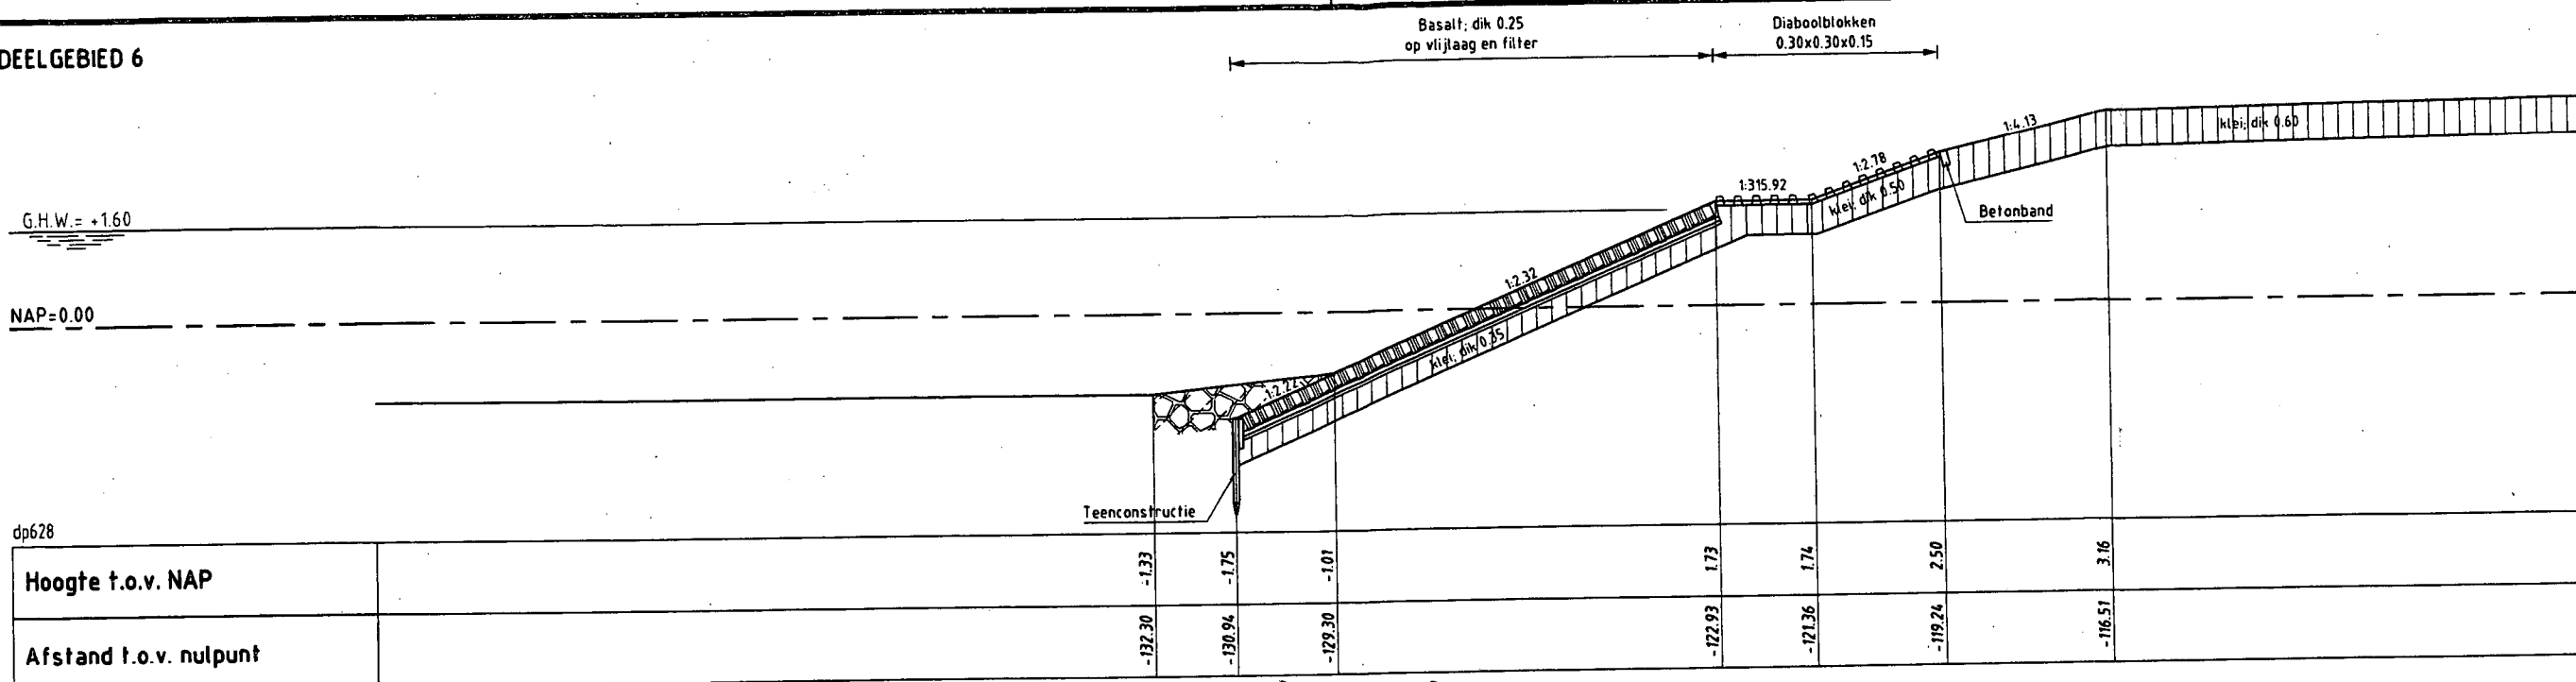 Basalt; dik 0.25
op vlijlaag en filter
Diaboolblokken
0.30x0.30x0.15
DEELGEBIED 6
1:4.13
klei; dik 0.60
1:2.78
klei; dik 0.50
1:315.92
Betonband
G.H.W.= +1.60
1:2.32
NAP=0.00
klei; dik 0.35
1:2.22
Teenconstructie
dp628
Hoogte t.o.v. NAP
-1.33
-1.75
-1.01
1.73
1.74
2.50
3.16
Afstand t.o.v. nulpunt
-132.30
-130.94
-129.30
-122.93
-121.36
-119.24
-116.51